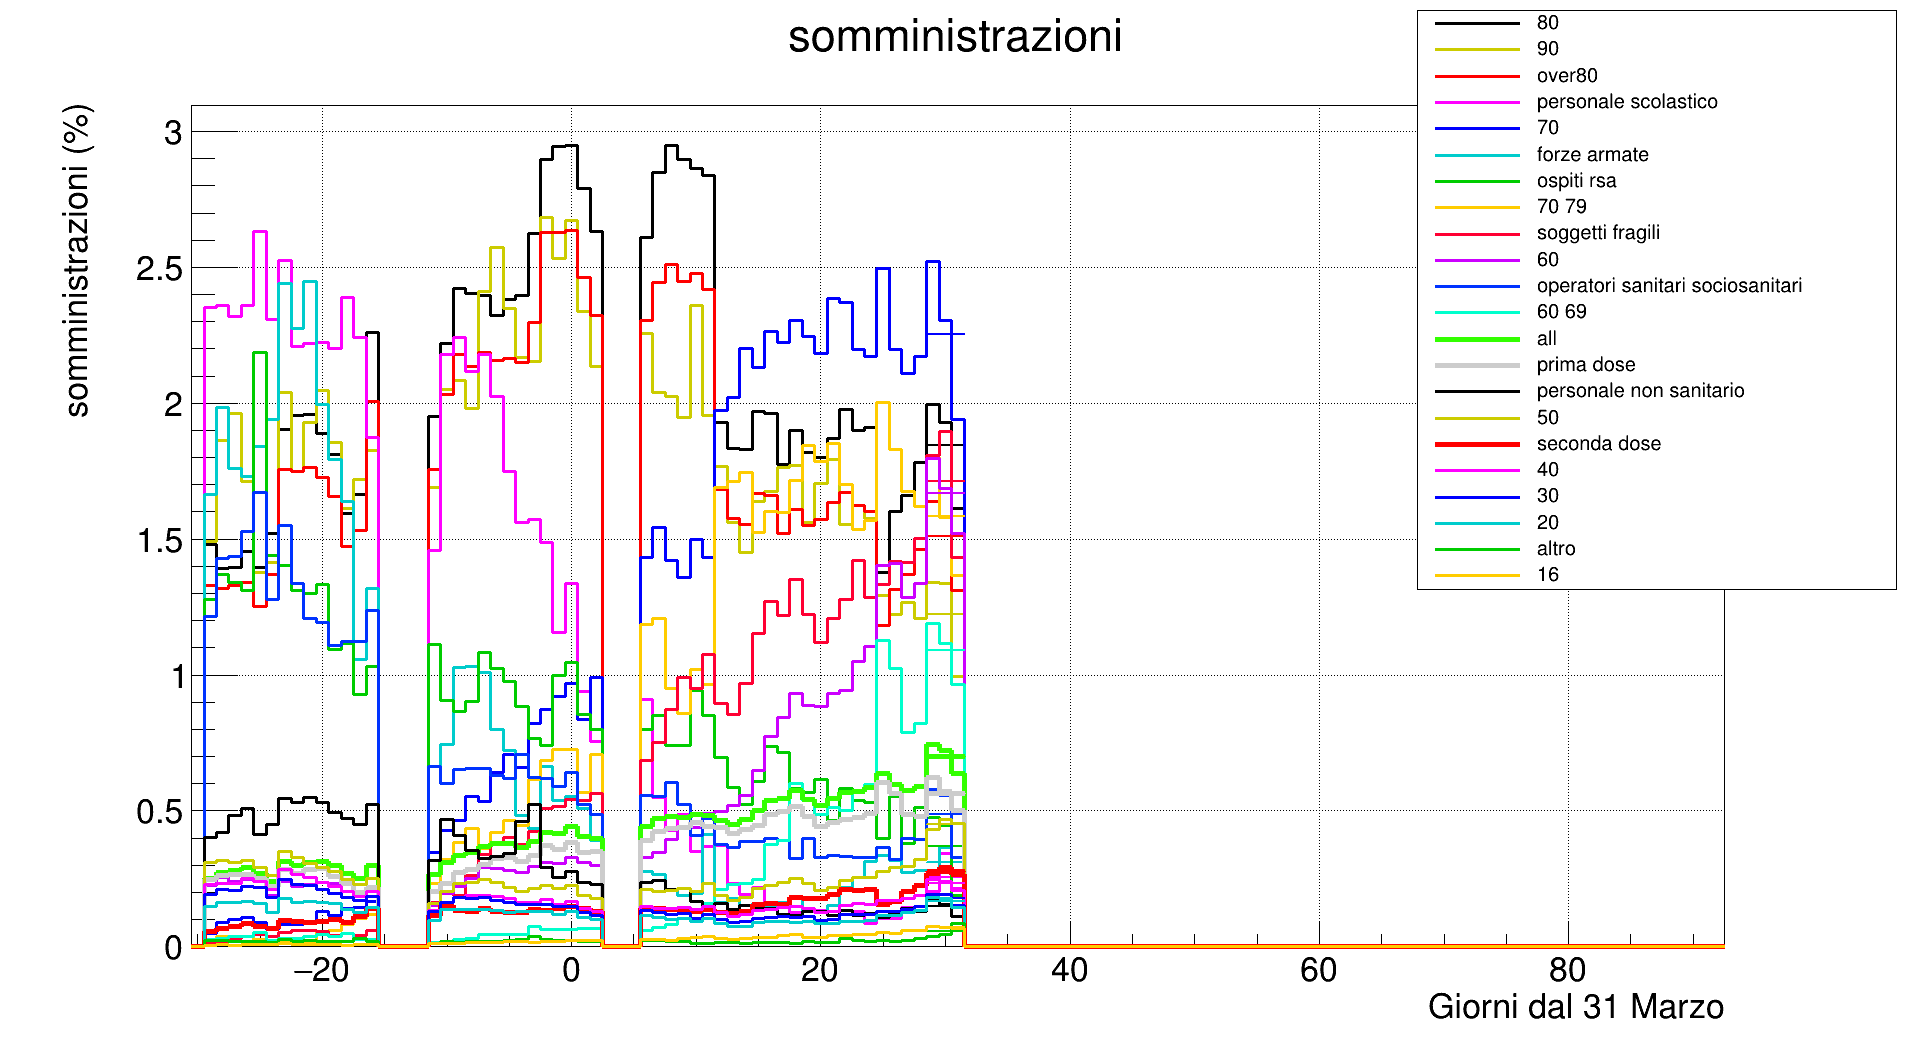 somministrazioni
somministrazioni (%)
3
2.5
2
1.5
1
0.5
0
−20
0
20
40
60
80
Giorni dal 31 Marzo
80
90
over80
personale scolastico
70
forze armate
ospiti rsa
70 79
soggetti fragili
60
operatori sanitari sociosanitari
60 69
all
prima dose
personale non sanitario
50
seconda dose
40
30
20
altro
16